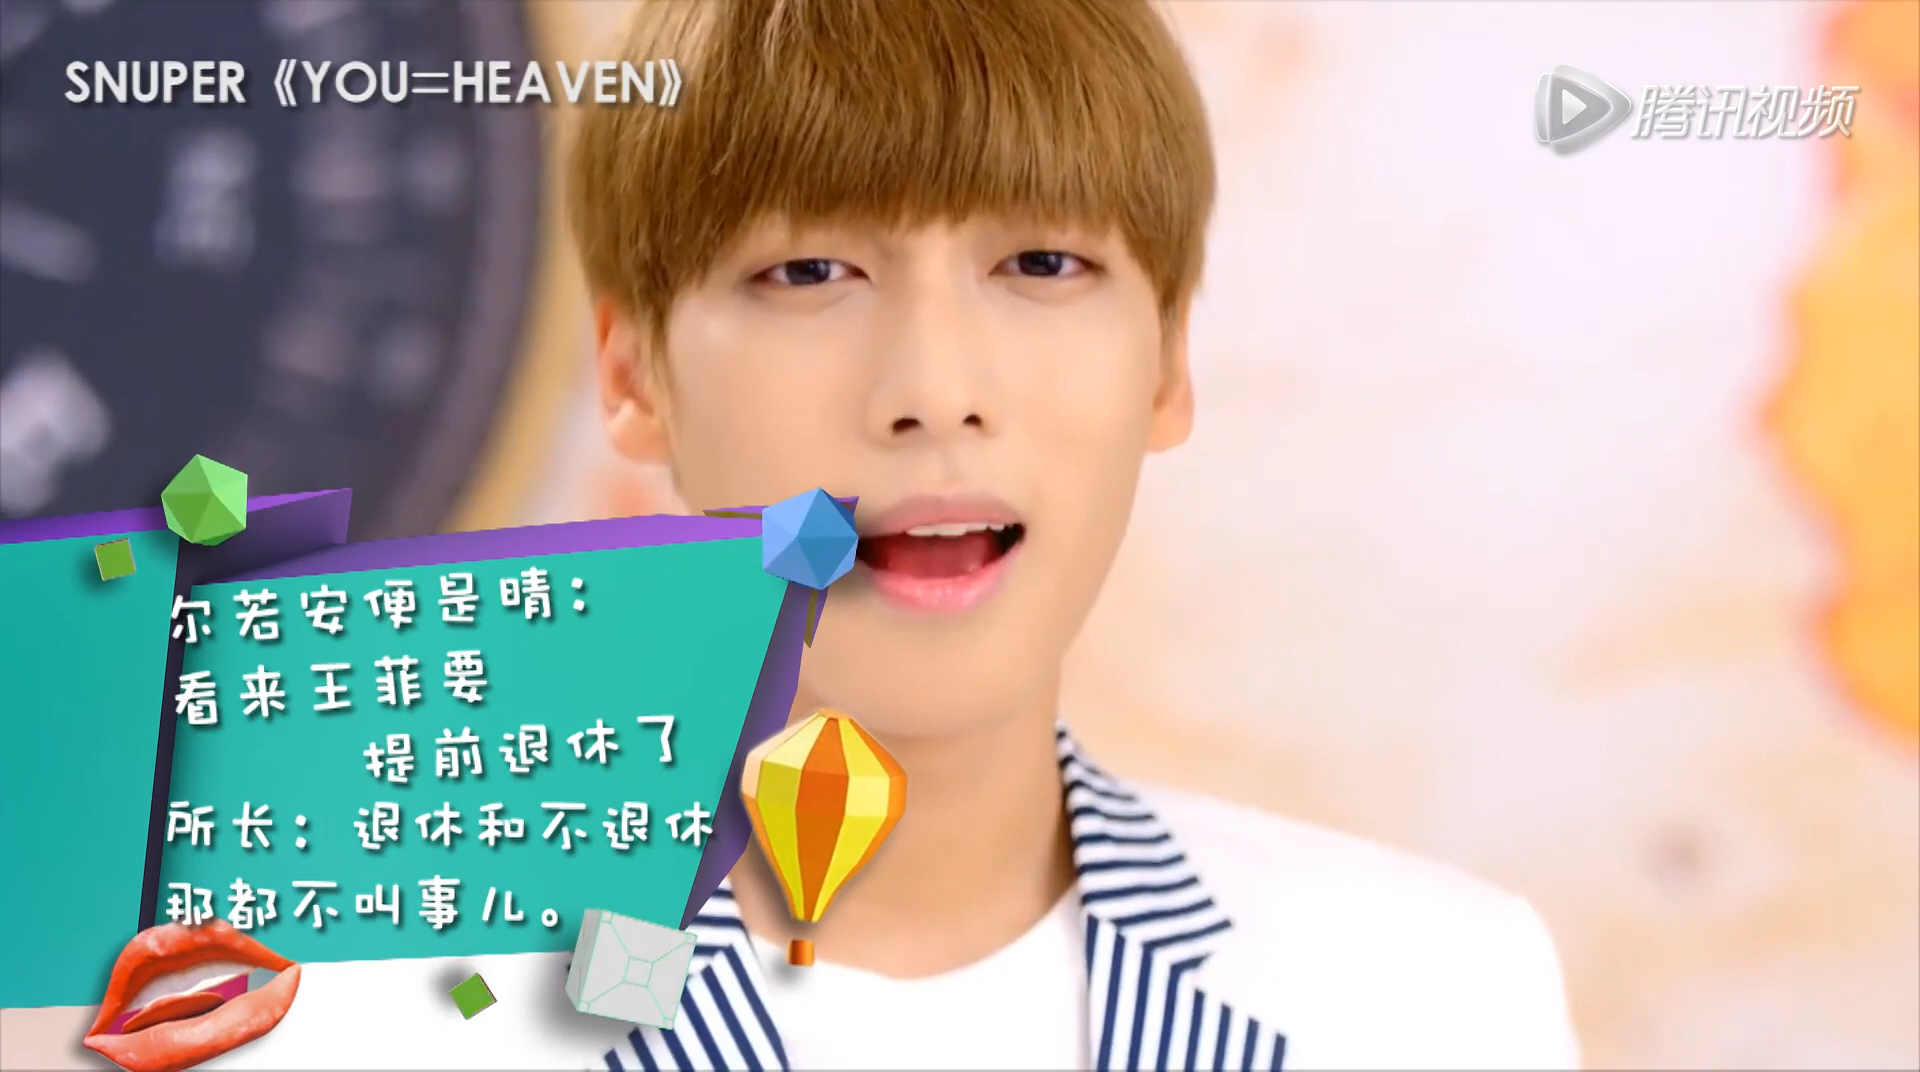 SNUPER《YOU=HEAVEN》
腾讯视频
尔若安便是晴：
看来王菲要
提前退休了
所长：退休和不退休
那都不叫事儿。